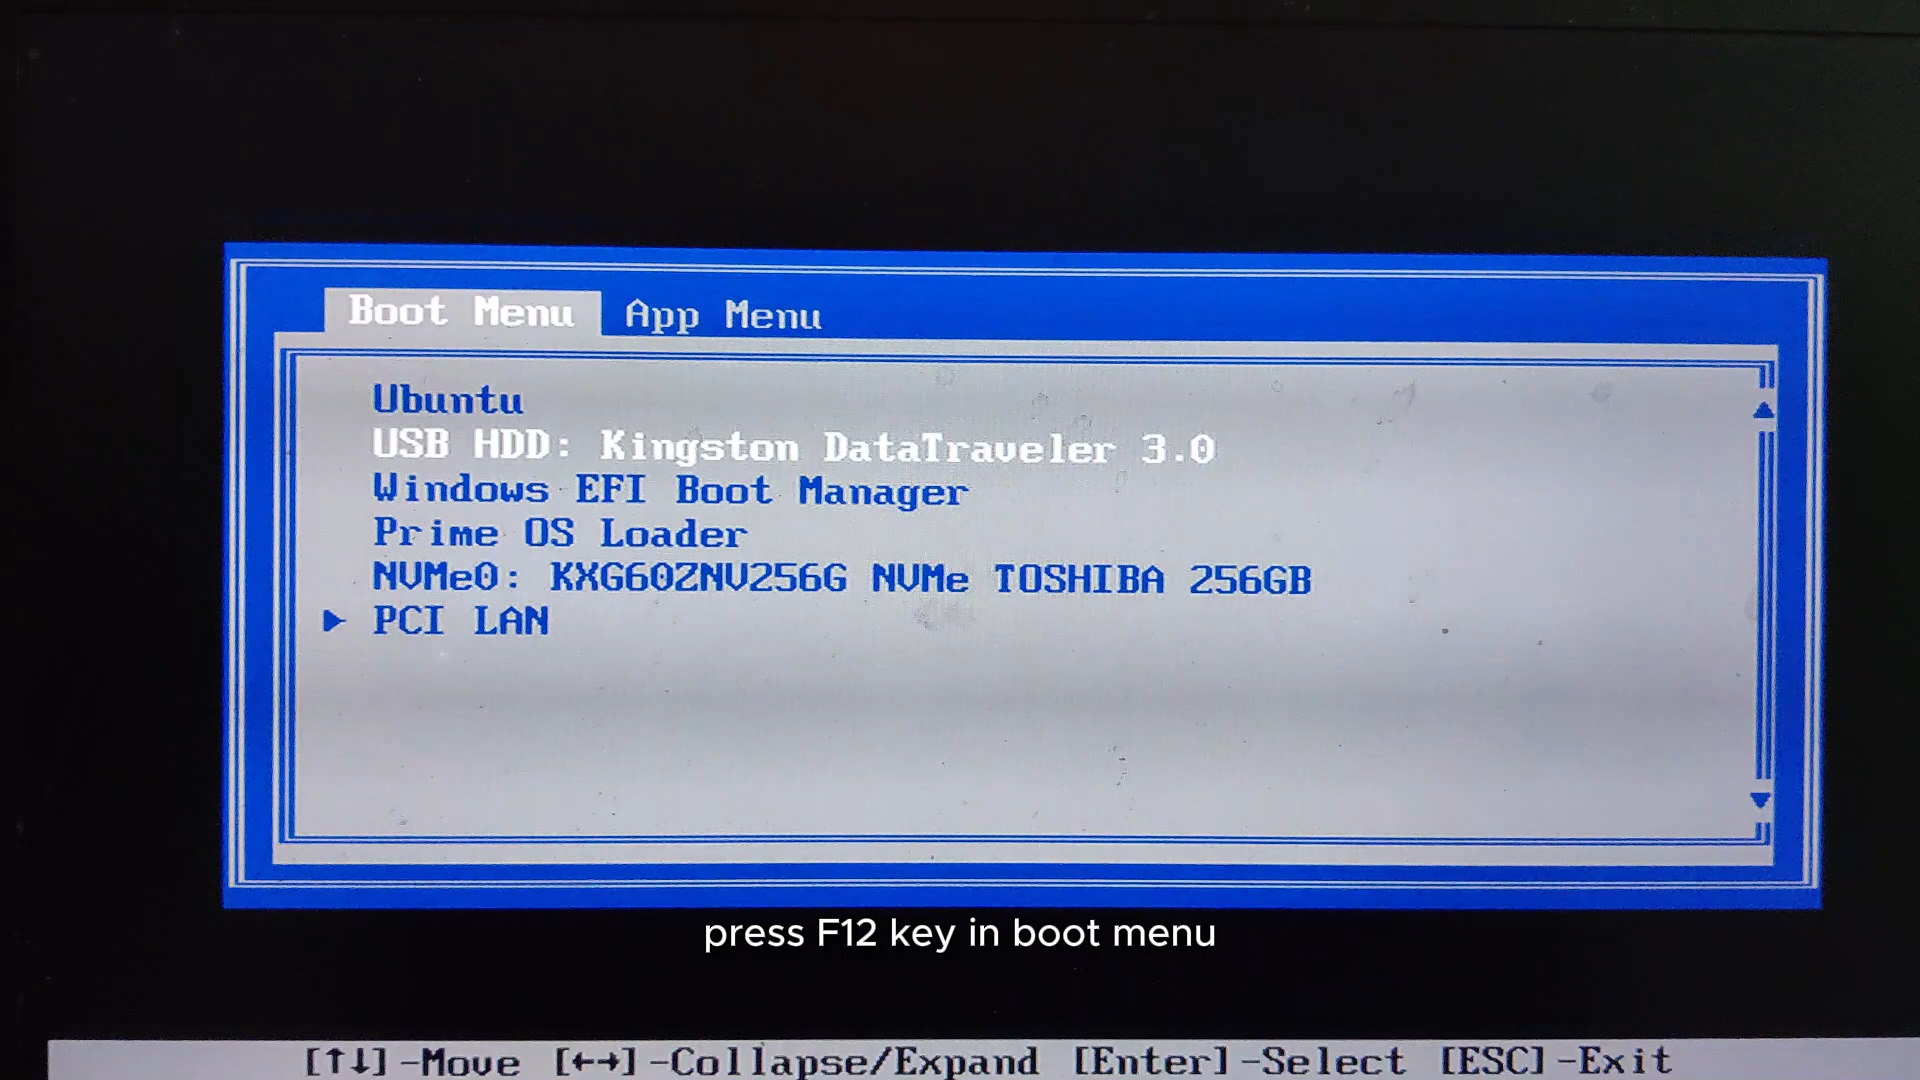 Boot Menu App Menu
Ubuntu
USB HDD: Kingston DataTraveler 3.0
Windows EFI Boot Manager
Prime OS Loader
NVMe0: KXG60ZNV256G NVMe TOSHIBA 256GB
PCI LAN
press F12 key in boot menu
[↑↓]-Move [←→]-Collapse/Expand [Enter]-Select [ESC]-Exit